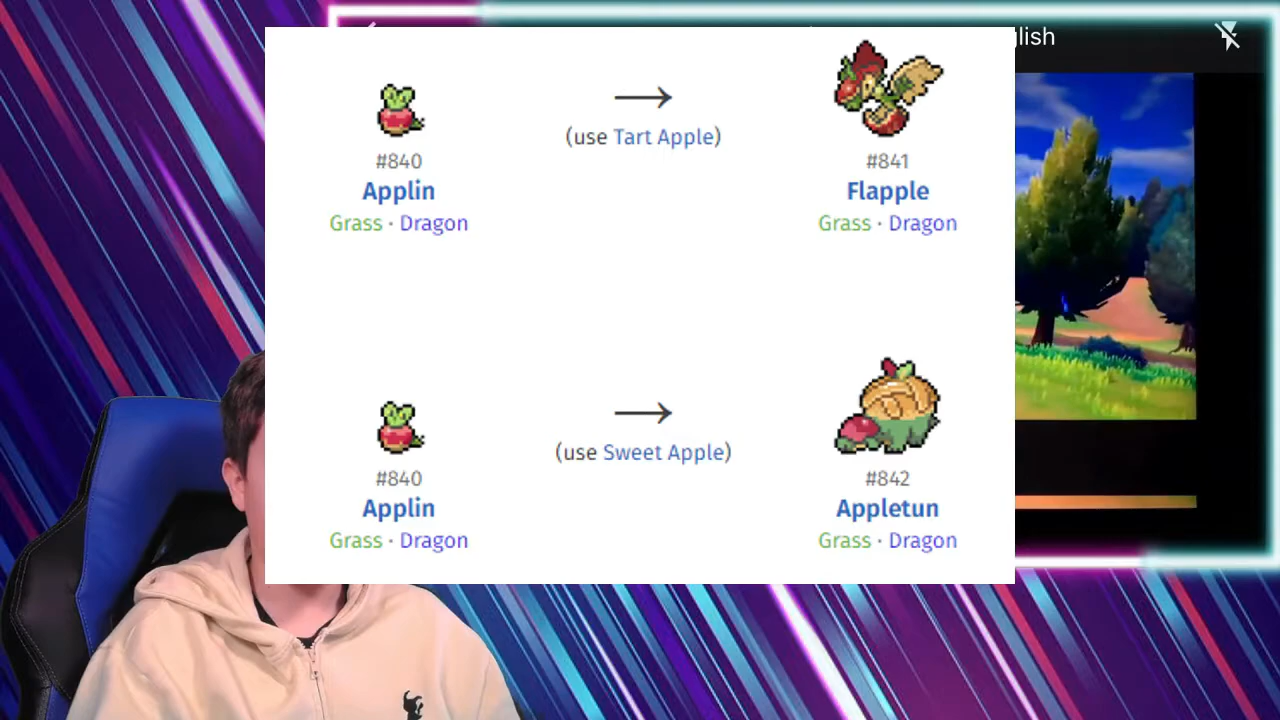 glish
(use Tart Apple)
#840
#841
Applin
Flapple
Grass · Dragon
Grass · Dragon
(use Sweet Apple)
#840
#842
Applin
Appletun
Grass · Dragon
Grass · Dragon